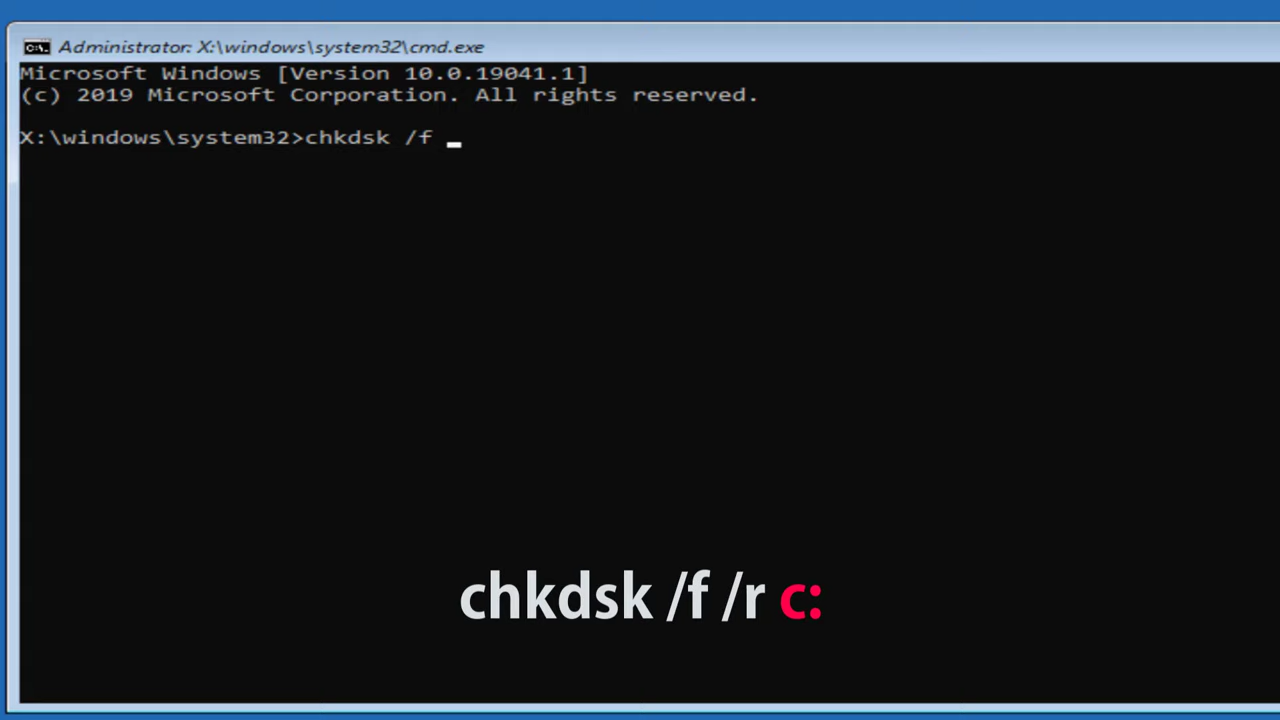 Administrator: X:\windows\system32\cmd.exe
Microsoft Windows [Version 10.0.19041.1]
(c) 2019 Microsoft Corporation. All rights reserved.
X:\windows\system32>chkdsk /f _
chkdsk /f /r c: